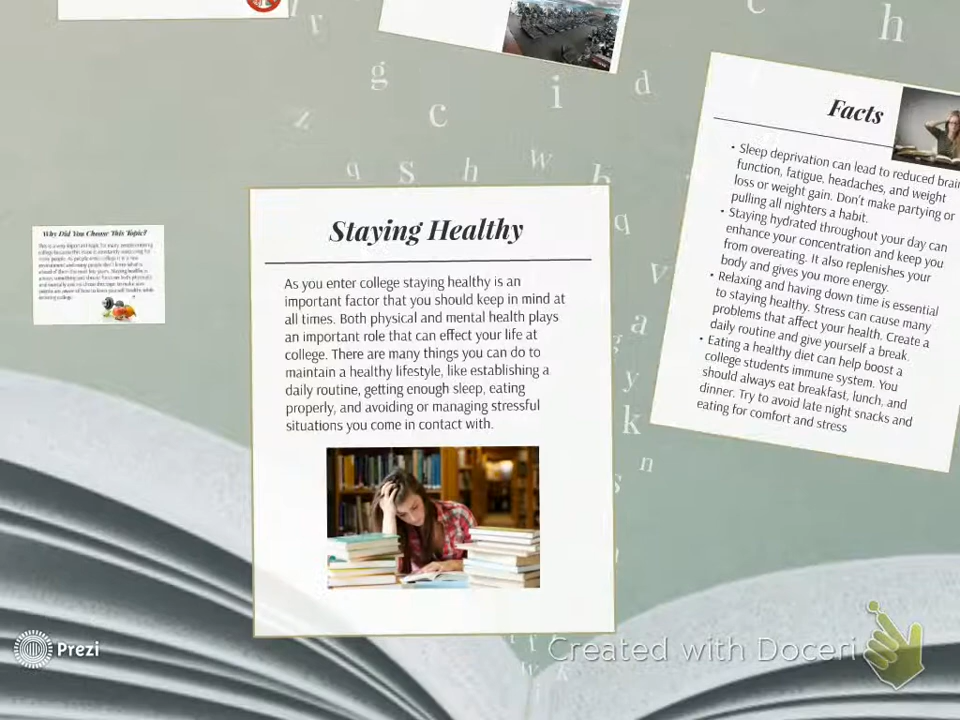 Staying Healthy
As you enter college staying healthy is an
important factor that you should keep in mind at
all times. Both physical and mental health plays
an important role that can effect your life at
college. There are many things you can do to
maintain a healthy lifestyle, like establishing a
daily routine, getting enough sleep, eating
properly, and avoiding or managing stressful
situations you come in contact with.
Facts
• Sleep deprivation can lead to reduced brain
function, fatigue, headaches, and weight
loss or weight gain. Don't make partying or
pulling all nighters a habit.
• Staying hydrated throughout your day can
enhance your concentration and keep you
from overeating. It also replenishes your
body and gives you more energy.
• Relaxing and having down time is essential
to staying healthy. Stress can cause many
problems that affect your health. Create a
daily routine and give yourself a break.
• Eating a healthy diet can help boost a
college students immune system. You
should always eat breakfast, lunch, and
dinner. Try to avoid late night snacks and
eating for comfort and stress
Why Did You Choose This Topic?
Prezi
Created with Doceri